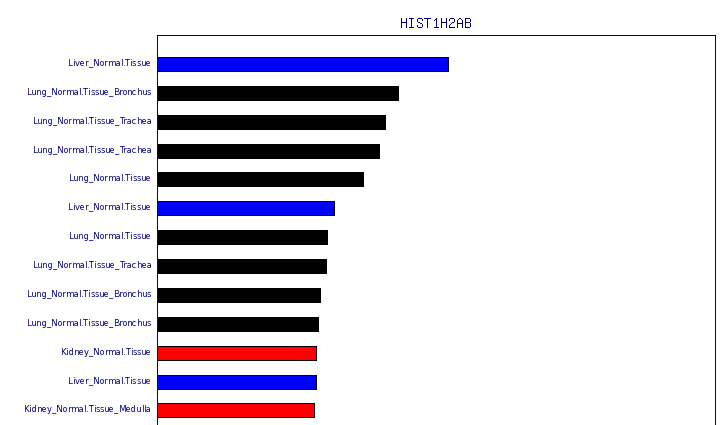 HIST1H2AB
Liver_Normal.Tissue
Lung_Normal.Tissue_Bronchus
Lung_Normal.Tissue_Trachea
Lung_Normal.Tissue_Trachea
Lung_Normal.Tissue
Liver_Normal.Tissue
Lung_Normal.Tissue
Lung_Normal.Tissue_Trachea
Lung_Normal.Tissue_Bronchus
Lung_Normal.Tissue_Bronchus
Kidney_Normal.Tissue
Liver_Normal.Tissue
Kidney_Normal.Tissue_Medulla